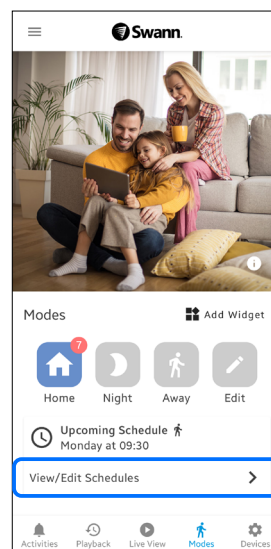 Swann.
Modes
Add Widget
7
Home Night Away Edit
Upcoming Schedule
Monday at 09:30
View/Edit Schedules
Activities Playback Live View Modes Devices